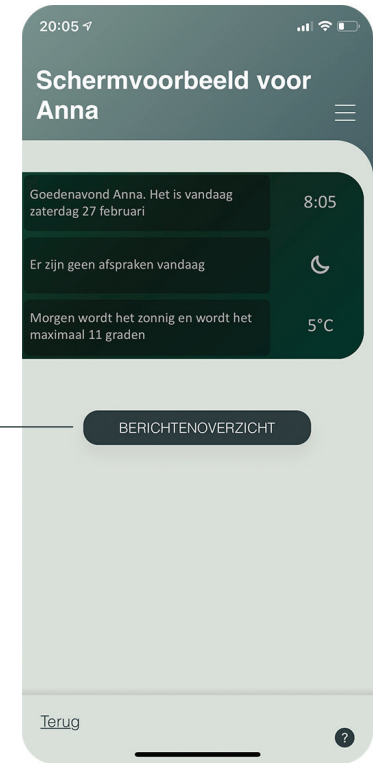 20:05
Schermvoorbeeld voor
Anna
Goedenavond Anna. Het is vandaag
zaterdag 27 februari
8:05
Er zijn geen afspraken vandaag
Morgen wordt het zonnig en wordt het
maximaal 11 graden
5°C
BERICHTENOVERZICHT
Terug
?